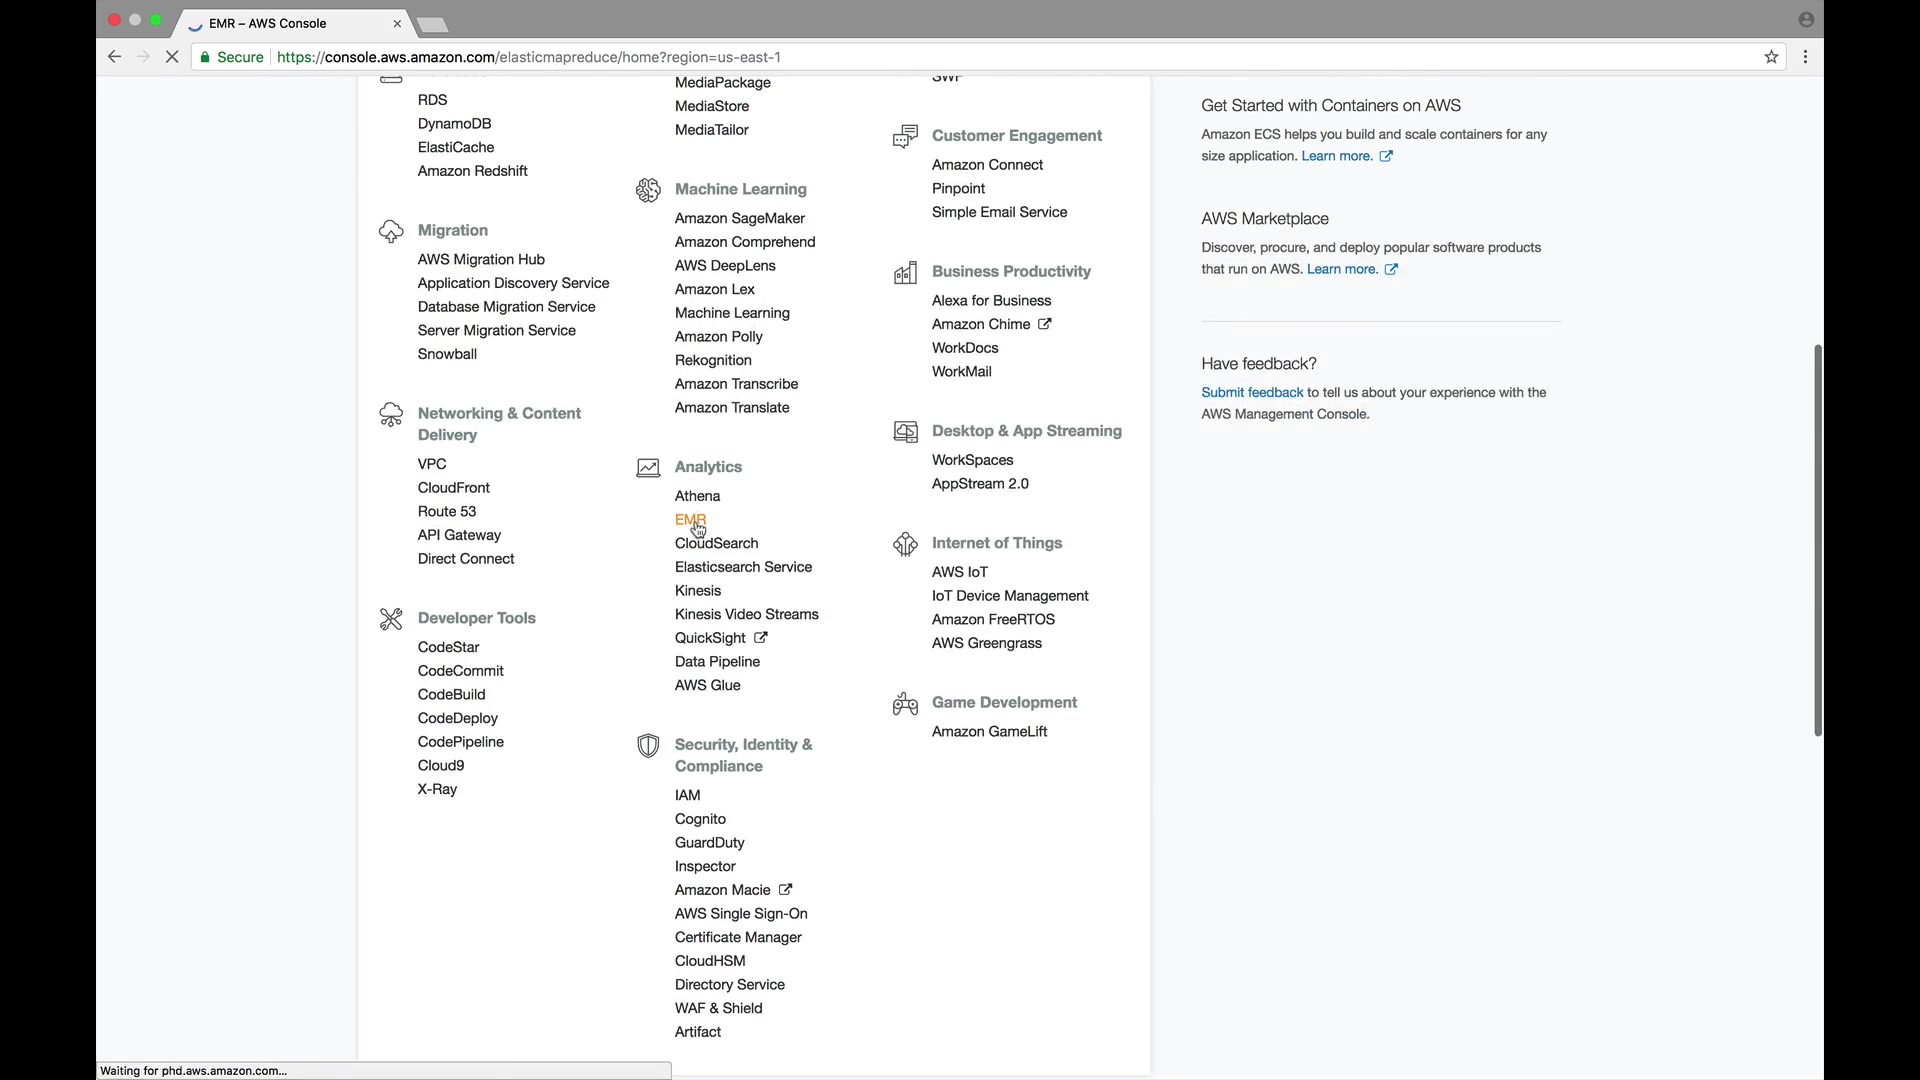 EMR – AWS Console
Secure
https://console.aws.amazon.com/elasticmapreduce/home?region=us-east-1
RDS
DynamoDB
ElastiCache
Amazon Redshift
Migration
AWS Migration Hub
Application Discovery Service
Database Migration Service
Server Migration Service
Snowball
Networking & Content
Delivery
VPC
CloudFront
Route 53
API Gateway
Direct Connect
Developer Tools
CodeStar
CodeCommit
CodeBuild
CodeDeploy
CodePipeline
Cloud9
X-Ray
MediaPackage
MediaStore
MediaTailor
Machine Learning
Amazon SageMaker
Amazon Comprehend
AWS DeepLens
Amazon Lex
Machine Learning
Amazon Polly
Rekognition
Amazon Transcribe
Amazon Translate
Analytics
Athena
EMR
CloudSearch
Elasticsearch Service
Kinesis
Kinesis Video Streams
QuickSight
Data Pipeline
AWS Glue
Security, Identity &
Compliance
IAM
Cognito
GuardDuty
Inspector
Amazon Macie
AWS Single Sign-On
Certificate Manager
CloudHSM
Directory Service
WAF & Shield
Artifact
SWF
Customer Engagement
Amazon Connect
Pinpoint
Simple Email Service
Business Productivity
Alexa for Business
Amazon Chime
WorkDocs
WorkMail
Desktop & App Streaming
WorkSpaces
AppStream 2.0
Internet of Things
AWS IoT
IoT Device Management
Amazon FreeRTOS
AWS Greengrass
Game Development
Amazon GameLift
Get Started with Containers on AWS
Amazon ECS helps you build and scale containers for any
size application. Learn more.
AWS Marketplace
Discover, procure, and deploy popular software products
that run on AWS. Learn more.
Have feedback?
Submit feedback to tell us about your experience with the
AWS Management Console.
Waiting for phd.aws.amazon.com...